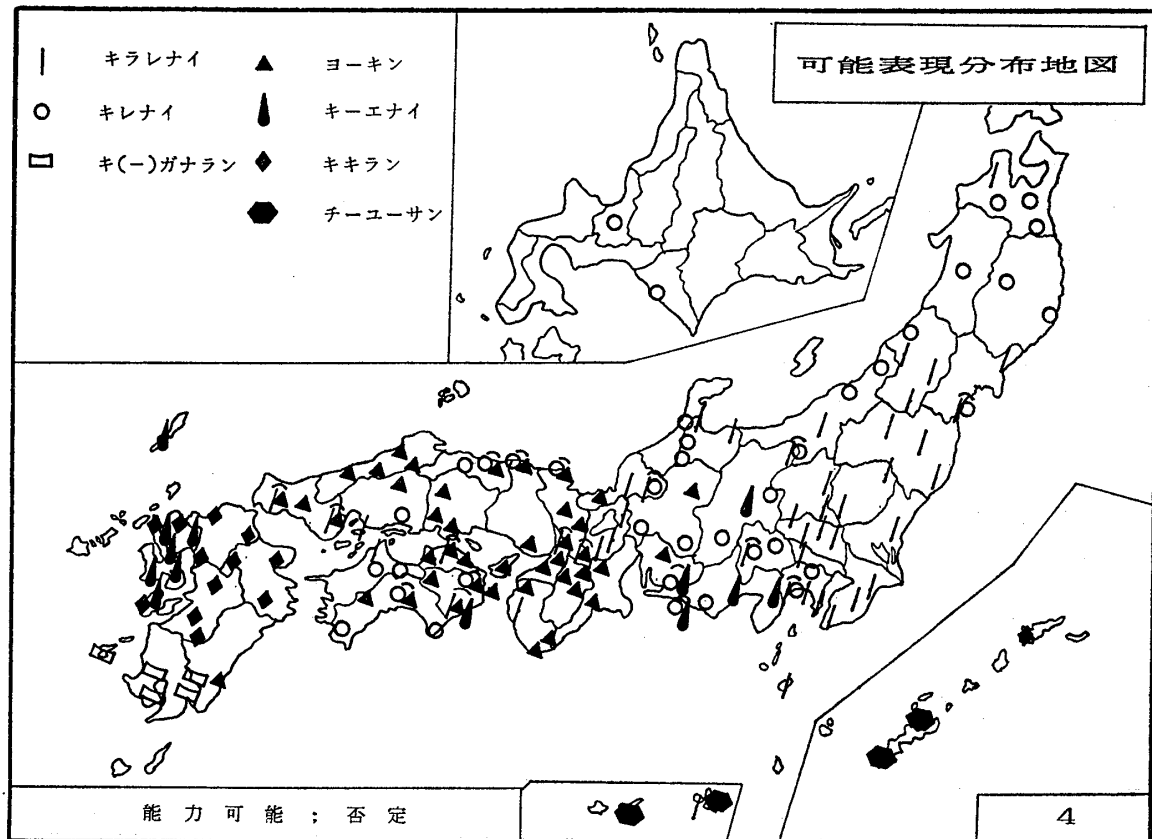 可能表現分布地図
キラレナイ
キレナイ
キ(ー)ガナラン
ヨーキン
キーエナイ
キキラン
チーユーサン
能力可能；否定
4